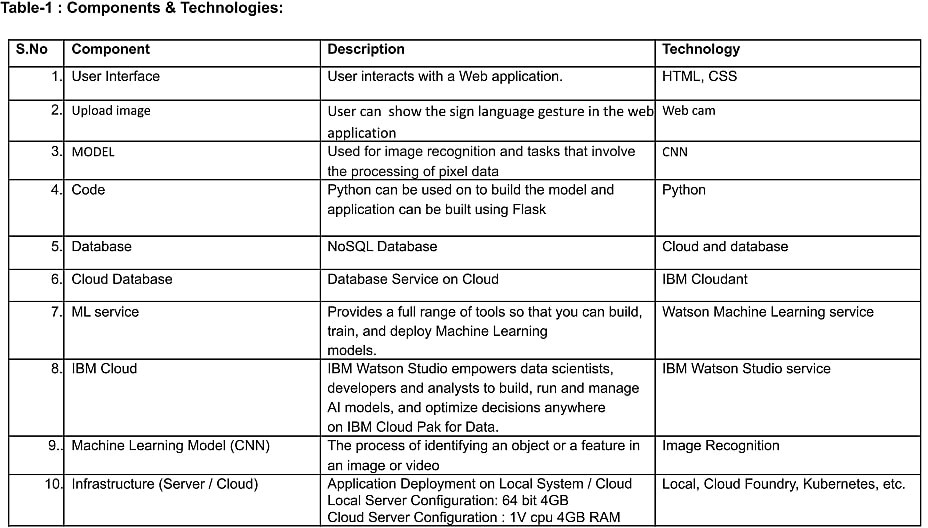 Table-1 : Components & Technologies:
S.No Component Description Technology
1. User Interface User interacts with a Web application. HTML, CSS
2. Upload image User can show the sign language gesture in the web Web cam
application
3. MODEL Used for image recognition and tasks that involve CNN
the processing of pixel data
4. Code Python can be used on to build the model and Python
application can be built using Flask
5. Database NoSQL Database Cloud and database
6. Cloud Database Database Service on Cloud IBM Cloudant
7. ML service Provides a full range of tools so that you can build, Watson Machine Learning service
train, and deploy Machine Learning
models.
8. IBM Cloud IBM Watson Studio empowers data scientists, IBM Watson Studio service
developers and analysts to build, run and manage
AI models, and optimize decisions anywhere
on IBM Cloud Pak for Data.
9.. Machine Learning Model (CNN) The process of identifying an object or a feature in Image Recognition
an image or video
10. Infrastructure (Server / Cloud) Application Deployment on Local System / Cloud Local, Cloud Foundry, Kubernetes, etc.
Local Server Configuration: 64 bit 4GB
Cloud Server Configuration : 1V cpu 4GB RAM